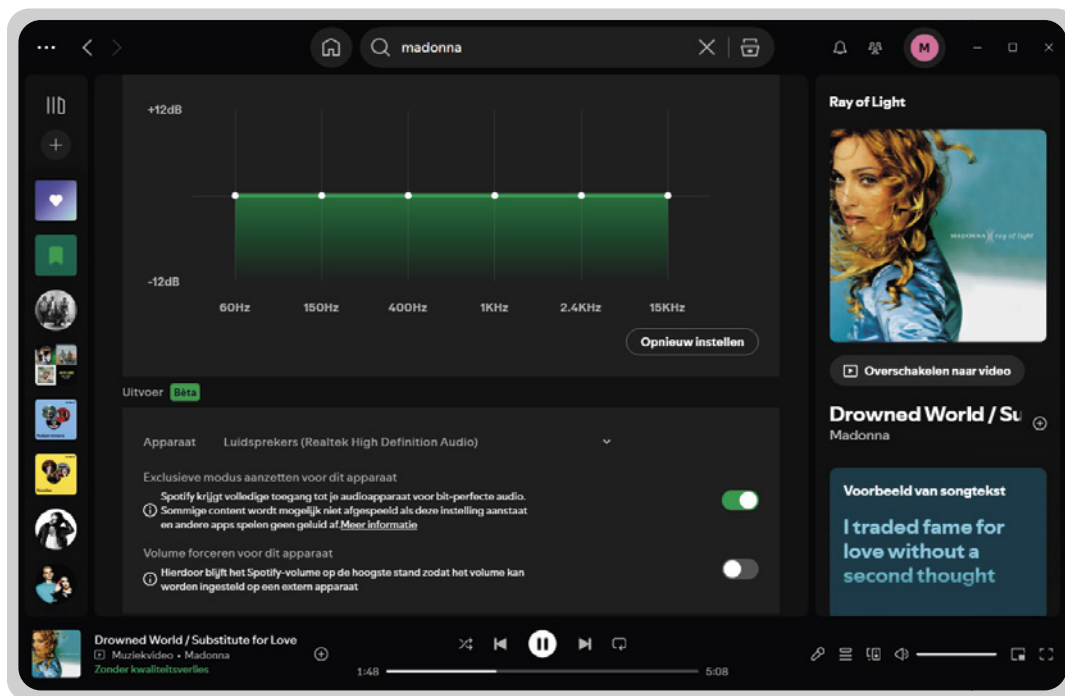 madonna
M
+12dB
-12dB
60Hz 150Hz 400Hz 1KHz 2.4KHz 15KHz
Opnieuw instellen
Uitvoer Bèta
Apparaat Luidsprekers (Realtek High Definition Audio)
Exclusieve modus aanzetten voor dit apparaat
Spotify krijgt volledige toegang tot je audioapparaat voor bit-perfecte audio.
Sommige content wordt mogelijk niet afgespeeld als deze instelling aanstaat
en andere apps spelen geen geluid af.Meer informatie
Volume forceren voor dit apparaat
Hierdoor blijft het Spotify-volume op de hoogste stand zodat het volume kan
worden ingesteld op een extern apparaat
Ray of Light
MADONNA ray of light
Overschakelen naar video
Drowned World / Su
Madonna
Voorbeeld van songtekst
I traded fame for
love without a
second thought
Drowned World / Substitute for Love
Muziekvideo • Madonna
Zonder kwaliteitsverlies
1:48
5:08